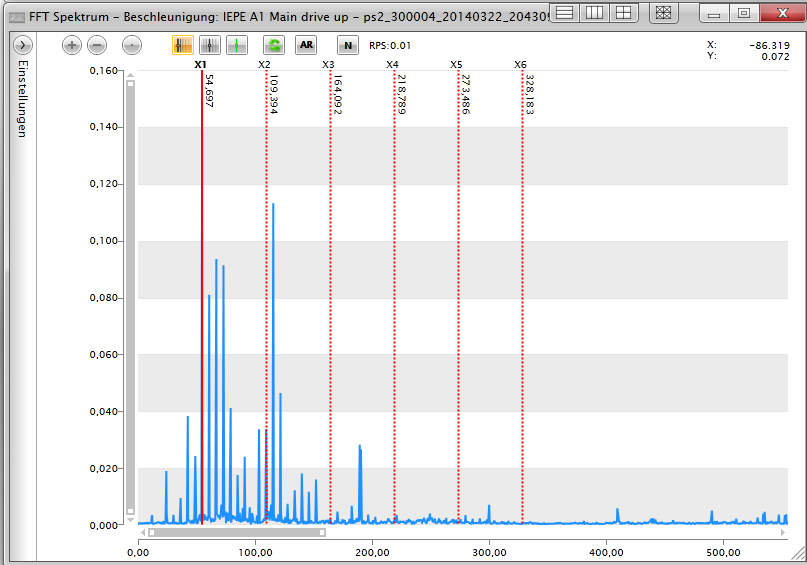 FFT Spektrum - Beschleunigung: IEPE A1 Main drive up - ps2_300004_20140322_204309
AR N RPS:0.01 X: -86.319
Y: 0.072
Einstellungen
X1 X2 X3 X4 X5 X6
54,697 109,394 164,092 218,789 273,486 328,183
0,160
0,140
0,120
0,100
0,080
0,060
0,040
0,020
0,000
0,00 100,00 200,00 300,00 400,00 500,00